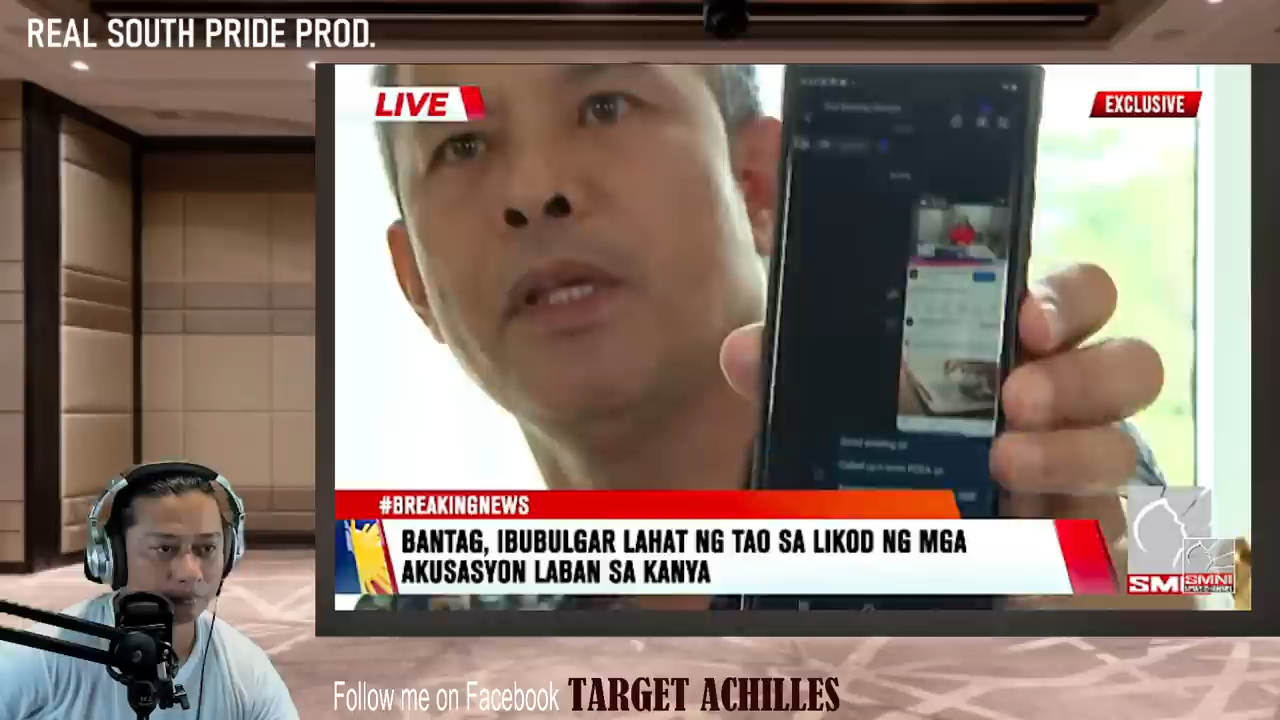 REAL SOUTH PRIDE PROD.
LIVE
EXCLUSIVE
#BREAKINGNEWS
BANTAG, IBUBULGAR LAHAT NG TAO SA LIKOD NG MGA
AKUSASYON LABAN SA KANYA
SM
SMNI
Follow me on Facebook TARGET ACHILLES